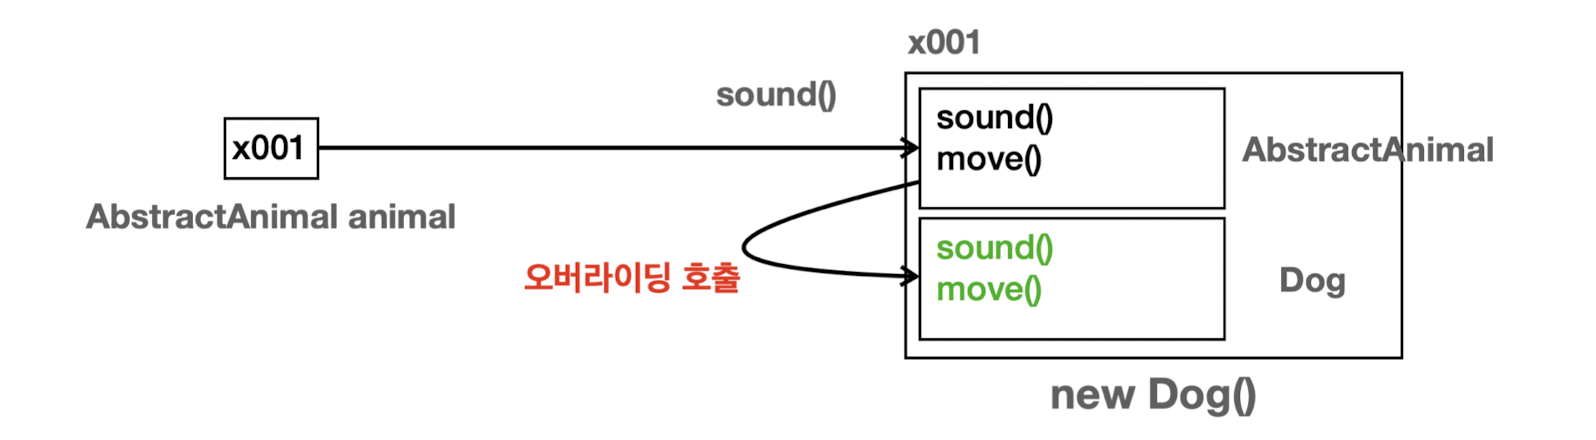 x001
sound()
x001
AbstractAnimal animal
sound()
move()
AbstractAnimal
오버라이딩 호출
sound()
move()
Dog
new Dog()